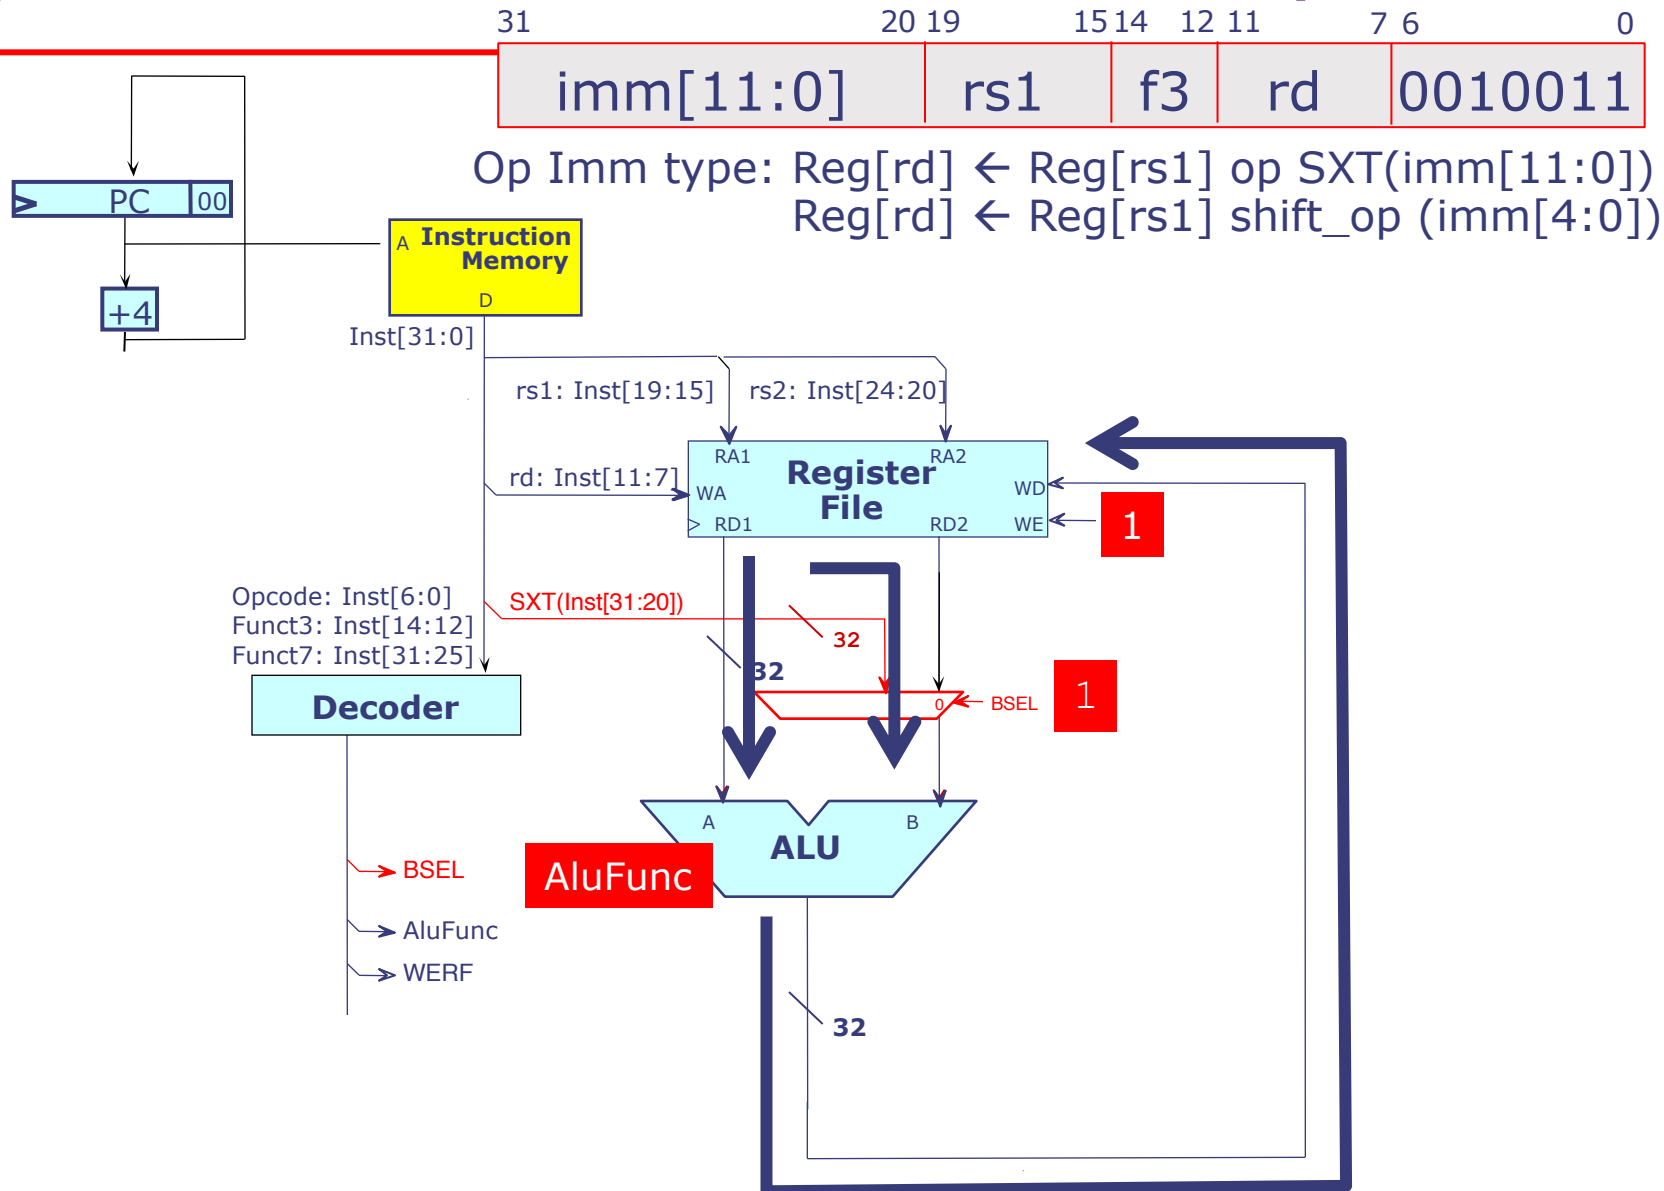 31 20 19 15 14 12 11 7 6 0
imm[11:0] rs1 f3 rd 0010011
Op Imm type: Reg[rd] ← Reg[rs1] op SXT(imm[11:0])
Reg[rd] ← Reg[rs1] shift_op (imm[4:0])
PC 00
+4
A Instruction
Memory
D
Inst[31:0]
rs1: Inst[19:15] rs2: Inst[24:20]
RA1 RA2
Register
File
rd: Inst[11:7]
WA WD
RD1 RD2 WE
1
Opcode: Inst[6:0]
Funct3: Inst[14:12]
Funct7: Inst[31:25]
SXT(Inst[31:20])
32
32
0 BSEL 1
Decoder
A B
ALU
AluFunc
BSEL
AluFunc
WERF
32